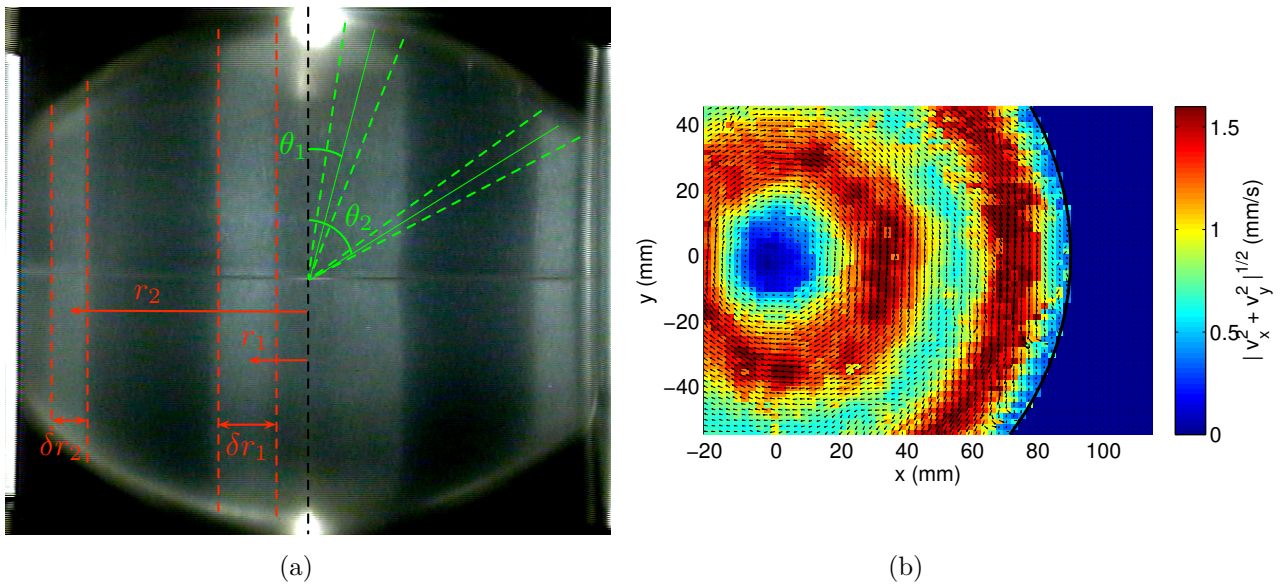 θ₁
θ₂
r₂
r₁
δr₂
δr₁
(a)
40
20
0
−20
−40
y (mm)
−20
0
20
40
60
80
100
x (mm)
1.5
1
0.5
0
| v_x^2 + v_y^2 |^{1/2} (mm/s)
(b)